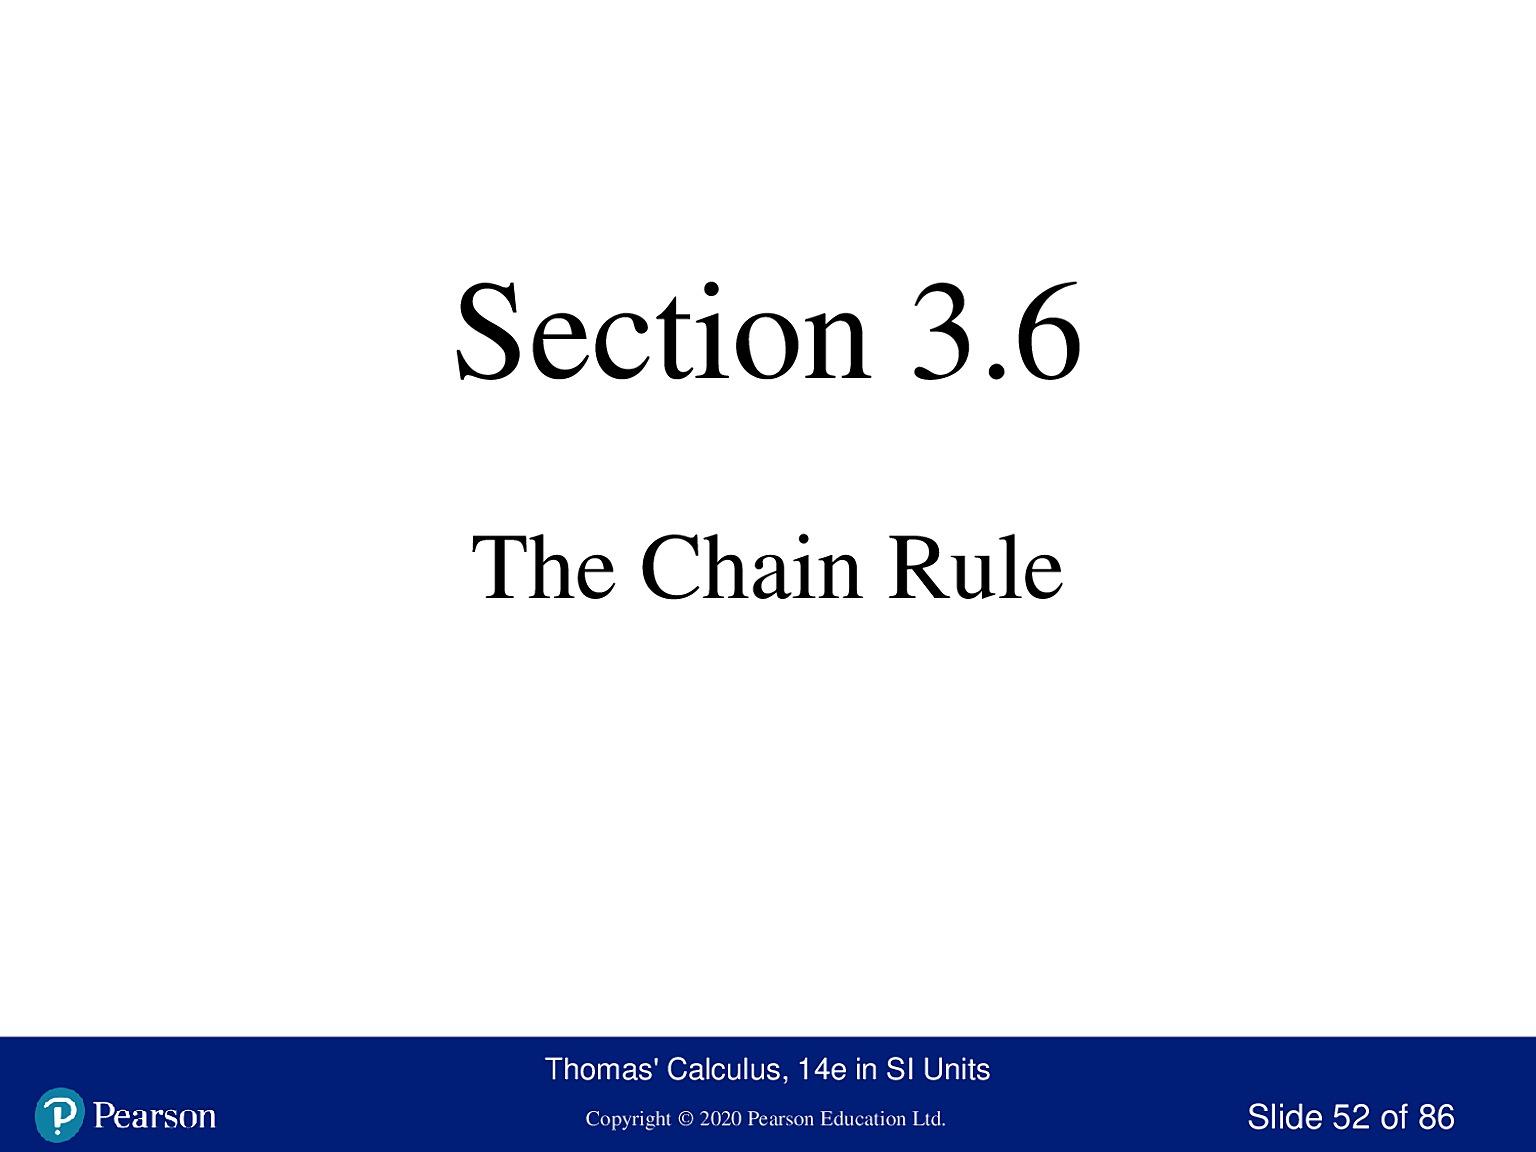 Section 3.6
The Chain Rule
Thomas' Calculus, 14e in SI Units
Pearson
Copyright © 2020 Pearson Education Ltd.
Slide 52 of 86